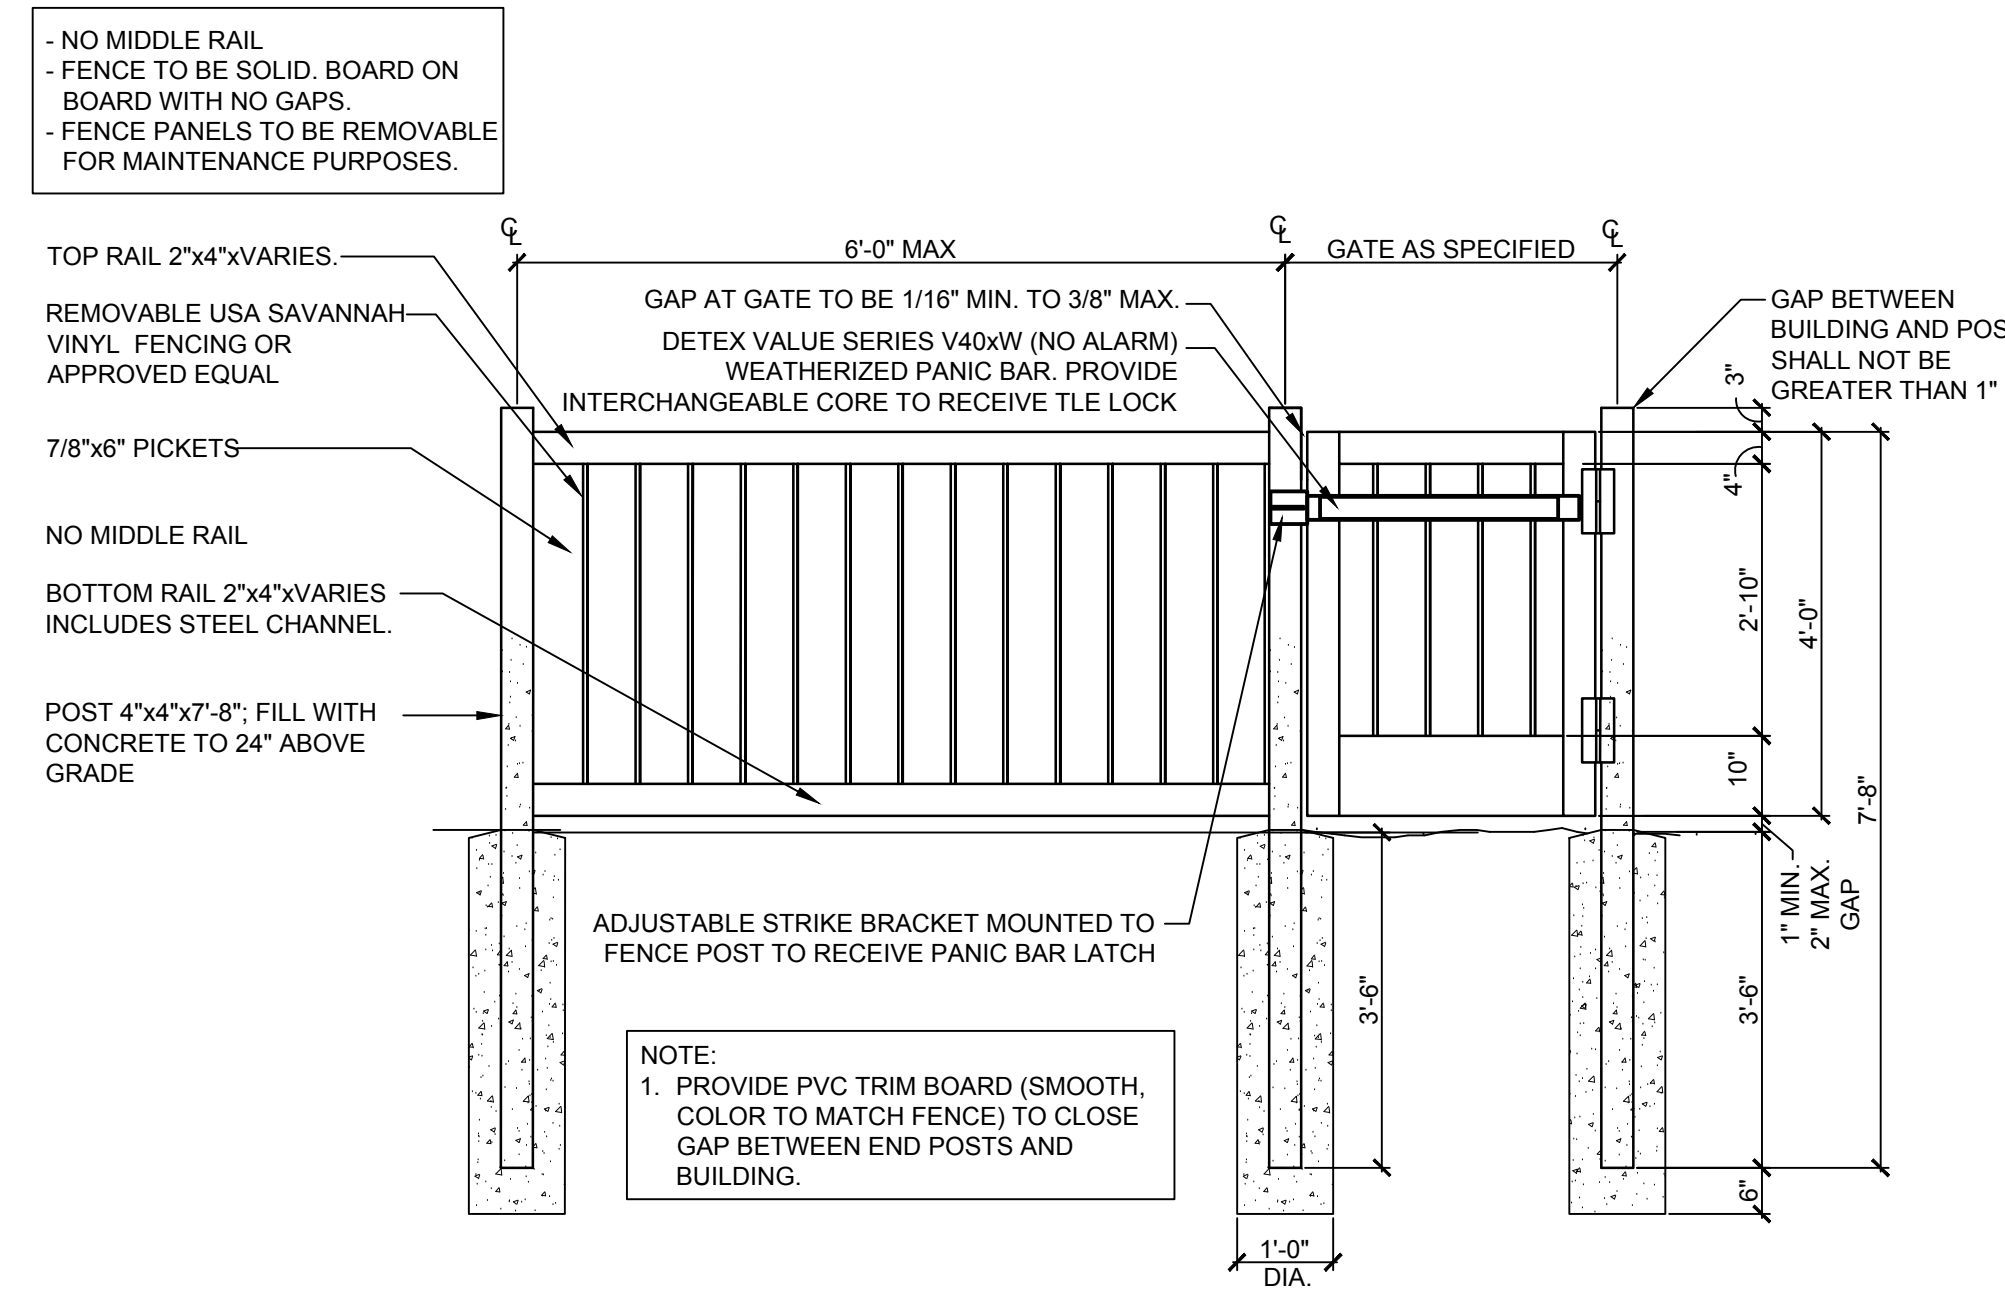 - NO MIDDLE RAIL
- FENCE TO BE SOLID. BOARD ON
BOARD WITH NO GAPS.
- FENCE PANELS TO BE REMOVABLE
FOR MAINTENANCE PURPOSES.
TOP RAIL 2"x4"xVARIES.
REMOVABLE USA SAVANNAH
VINYL FENCING OR
APPROVED EQUAL
7/8"x6" PICKETS
NO MIDDLE RAIL
BOTTOM RAIL 2"x4"xVARIES
INCLUDES STEEL CHANNEL.
POST 4"x4"x7'-8"; FILL WITH
CONCRETE TO 24" ABOVE
GRADE
CL
6'-0" MAX
CL
GATE AS SPECIFIED
CL
GAP AT GATE TO BE 1/16" MIN. TO 3/8" MAX.
DETEX VALUE SERIES V40xW (NO ALARM)
WEATHERIZED PANIC BAR. PROVIDE
INTERCHANGEABLE CORE TO RECEIVE TLE LOCK
GAP BETWEEN
BUILDING AND POS
SHALL NOT BE
GREATER THAN 1"
3"
4"
2'-10"
4'-0"
10"
7'-8"
1" MIN.
2" MAX.
GAP
3'-6"
3'-6"
6"
ADJUSTABLE STRIKE BRACKET MOUNTED TO
FENCE POST TO RECEIVE PANIC BAR LATCH
NOTE:
1. PROVIDE PVC TRIM BOARD (SMOOTH,
COLOR TO MATCH FENCE) TO CLOSE
GAP BETWEEN END POSTS AND
BUILDING.
1'-0"
DIA.